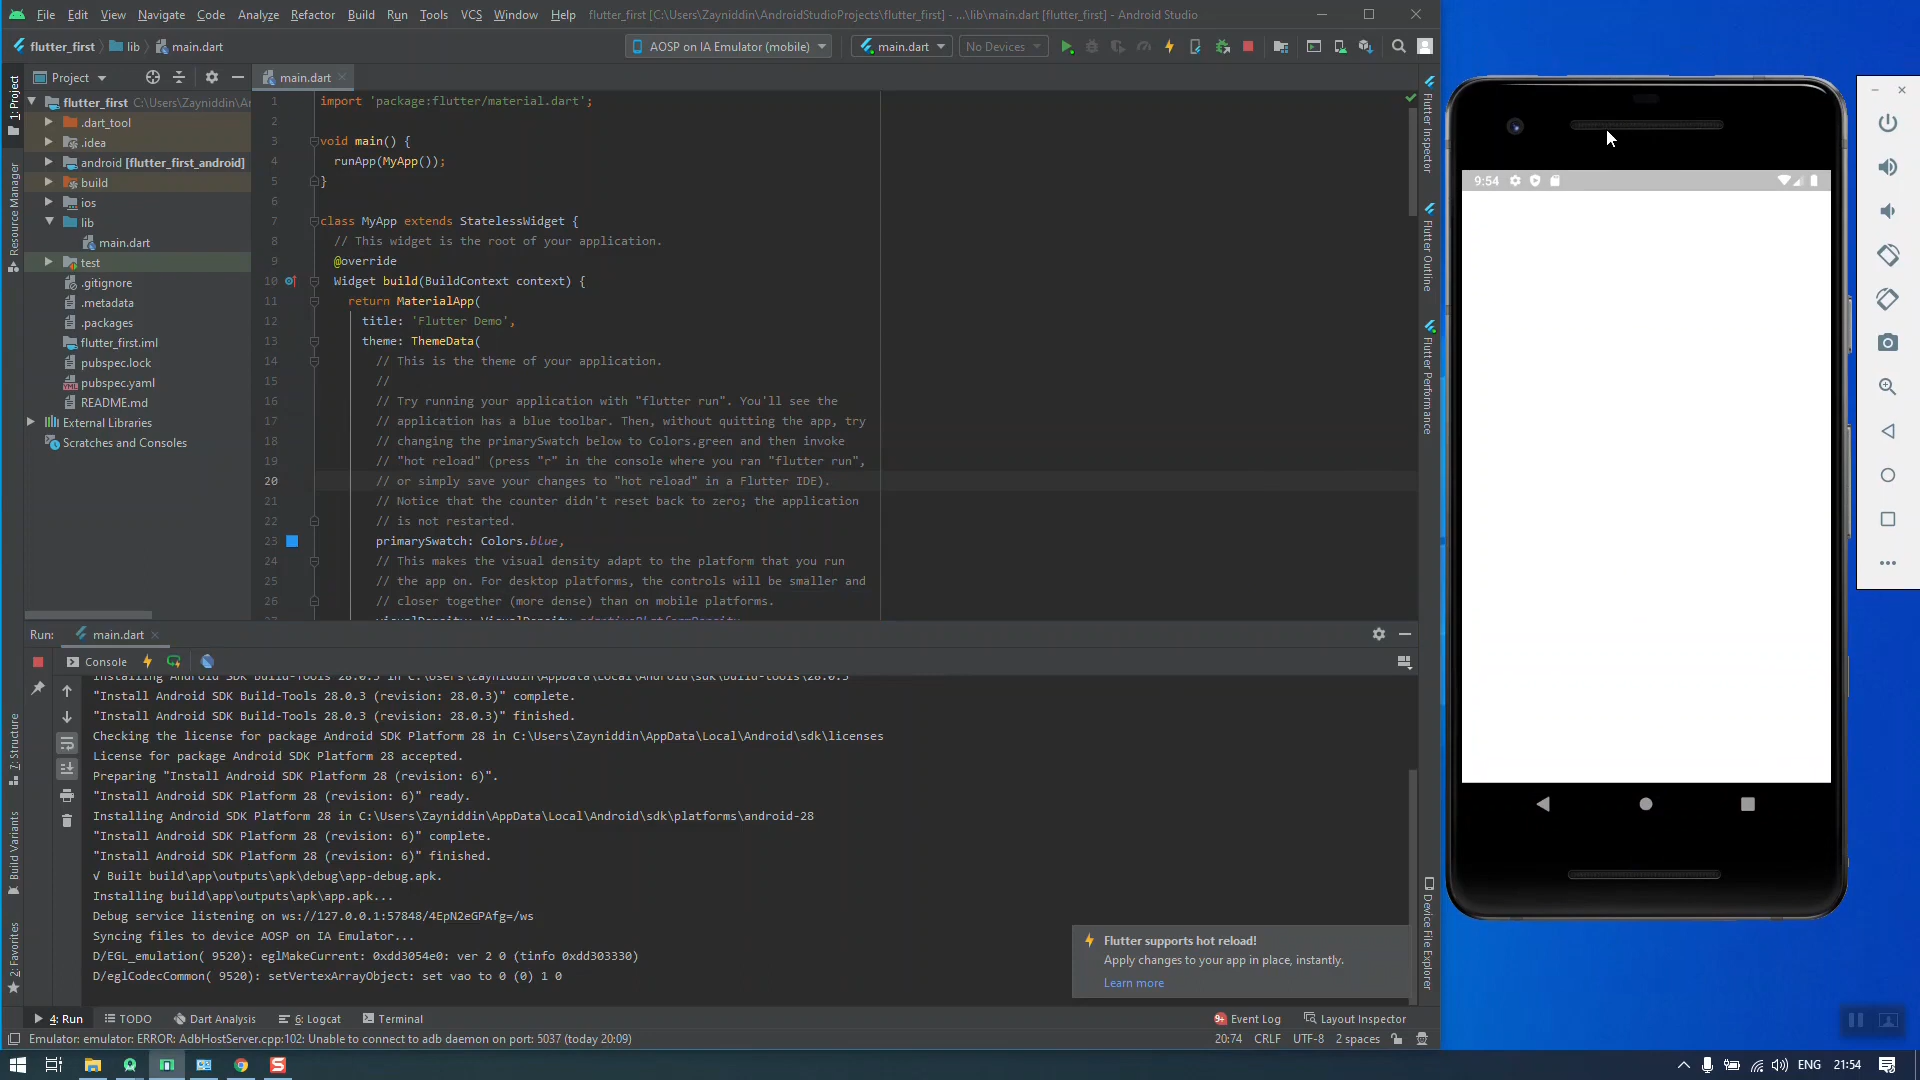 File Edit View Navigate Code Analyze Refactor Build Run Tools VCS Window Help flutter_first [C:\Users\Zayniddin\AndroidStudioProjects\flutter_first] - ...\lib\main.dart [flutter_first] - Android Studio
flutter_first lib main.dart AOSP on IA Emulator (mobile) main.dart No Devices
Project main.dart
flutter_first C:\Users\Zayniddin\Ar
.dart_tool
.idea
android [flutter_first_android]
build
ios
lib
main.dart
test
.gitignore
.metadata
.packages
flutter_first.iml
pubspec.lock
pubspec.yaml
README.md
External Libraries
Scratches and Consoles
1: Project
Resource Manager
7: Structure
Build Variants
2: Favorites
1 import 'package:flutter/material.dart';
2
3 void main() {
4 runApp(MyApp());
5 }
6
7 class MyApp extends StatelessWidget {
8 // This widget is the root of your application.
9 @override
10 Widget build(BuildContext context) {
11 return MaterialApp(
12 title: 'Flutter Demo',
13 theme: ThemeData(
14 // This is the theme of your application.
15 //
16 // Try running your application with "flutter run". You'll see the
17 // application has a blue toolbar. Then, without quitting the app, try
18 // changing the primarySwatch below to Colors.green and then invoke
19 // "hot reload" (press "r" in the console where you ran "flutter run",
20 // or simply save your changes to "hot reload" in a Flutter IDE).
21 // Notice that the counter didn't reset back to zero; the application
22 // is not restarted.
23 primarySwatch: Colors.blue,
24 // This makes the visual density adapt to the platform that you run
25 // the app on. For desktop platforms, the controls will be smaller and
26 // closer together (more dense) than on mobile platforms.
Flutter Inspector
Flutter Outline
Flutter Performance
Device File Explorer
9:54
Run: main.dart
Console
Installing Android SDK Build-Tools 28.0.3 in C:\Users\Zayniddin\AppData\Local\Android\sdk\build-tools\28.0.3
"Install Android SDK Build-Tools 28.0.3 (revision: 28.0.3)" complete.
"Install Android SDK Build-Tools 28.0.3 (revision: 28.0.3)" finished.
Checking the license for package Android SDK Platform 28 in C:\Users\Zayniddin\AppData\Local\Android\sdk\licenses
License for package Android SDK Platform 28 accepted.
Preparing "Install Android SDK Platform 28 (revision: 6)".
"Install Android SDK Platform 28 (revision: 6)" ready.
Installing Android SDK Platform 28 in C:\Users\Zayniddin\AppData\Local\Android\sdk\platforms\android-28
"Install Android SDK Platform 28 (revision: 6)" complete.
"Install Android SDK Platform 28 (revision: 6)" finished.
√ Built build\app\outputs\apk\debug\app-debug.apk.
Installing build\app\outputs\apk\app.apk...
Debug service listening on ws://127.0.0.1:57848/4EpN2eGPAfg=/ws
Syncing files to device AOSP on IA Emulator...
D/EGL_emulation( 9520): eglMakeCurrent: 0xdd3054e0: ver 2 0 (tinfo 0xdd303330)
D/eglCodecCommon( 9520): setVertexArrayObject: set vao to 0 (0) 1 0
Flutter supports hot reload!
Apply changes to your app in place, instantly.
Learn more
4: Run TODO Dart Analysis 6: Logcat Terminal 9+ Event Log Layout Inspector
Emulator: emulator: ERROR: AdbHostServer.cpp:102: Unable to connect to adb daemon on port: 5037 (today 20:09) 20:74 CRLF UTF-8 2 spaces
ENG 21:54